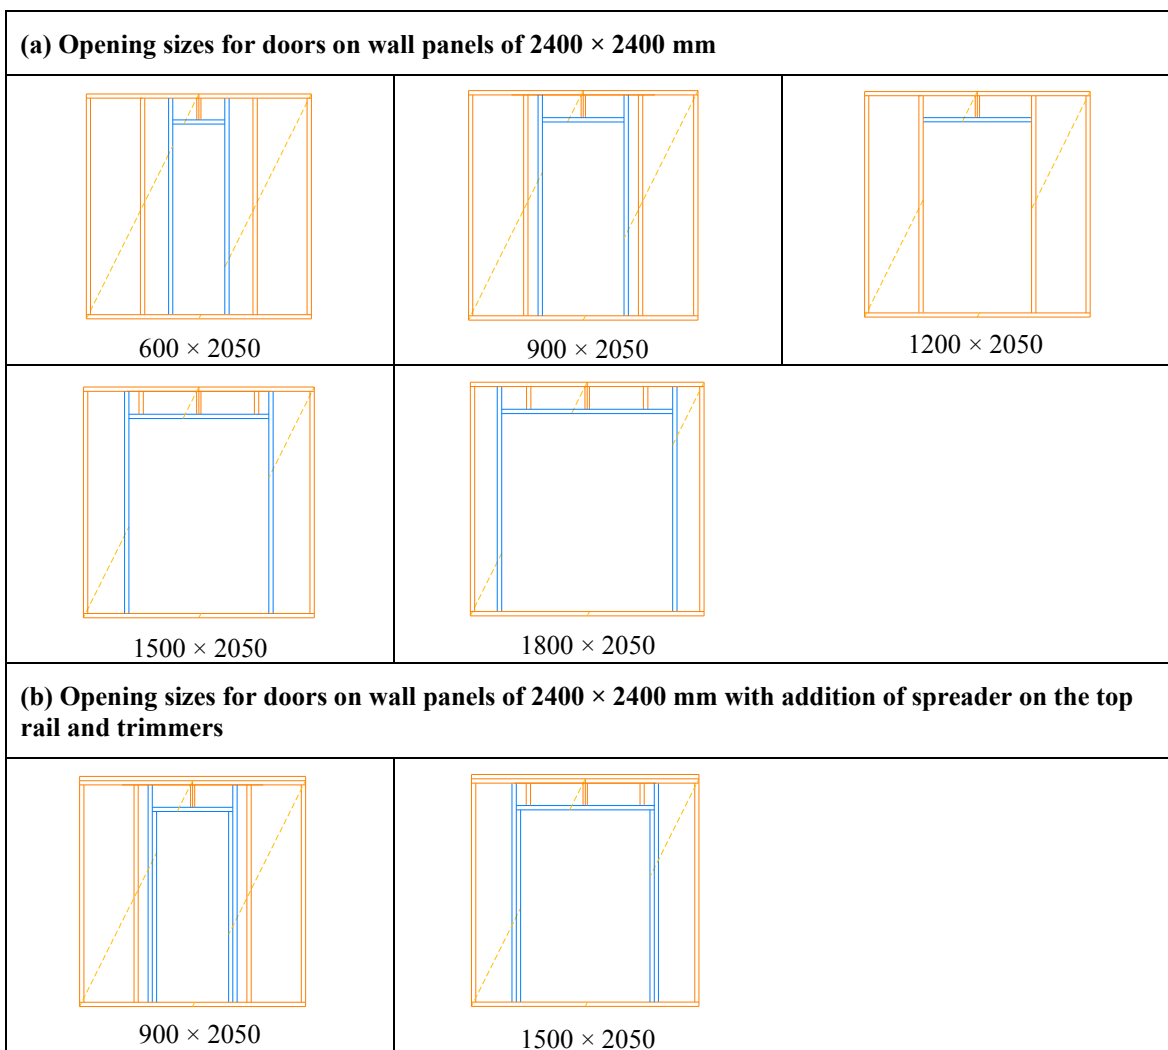 (a) Opening sizes for doors on wall panels of 2400 × 2400 mm
600 × 2050
900 × 2050
1200 × 2050
1500 × 2050
1800 × 2050
(b) Opening sizes for doors on wall panels of 2400 × 2400 mm with addition of spreader on the top
rail and trimmers
900 × 2050
1500 × 2050